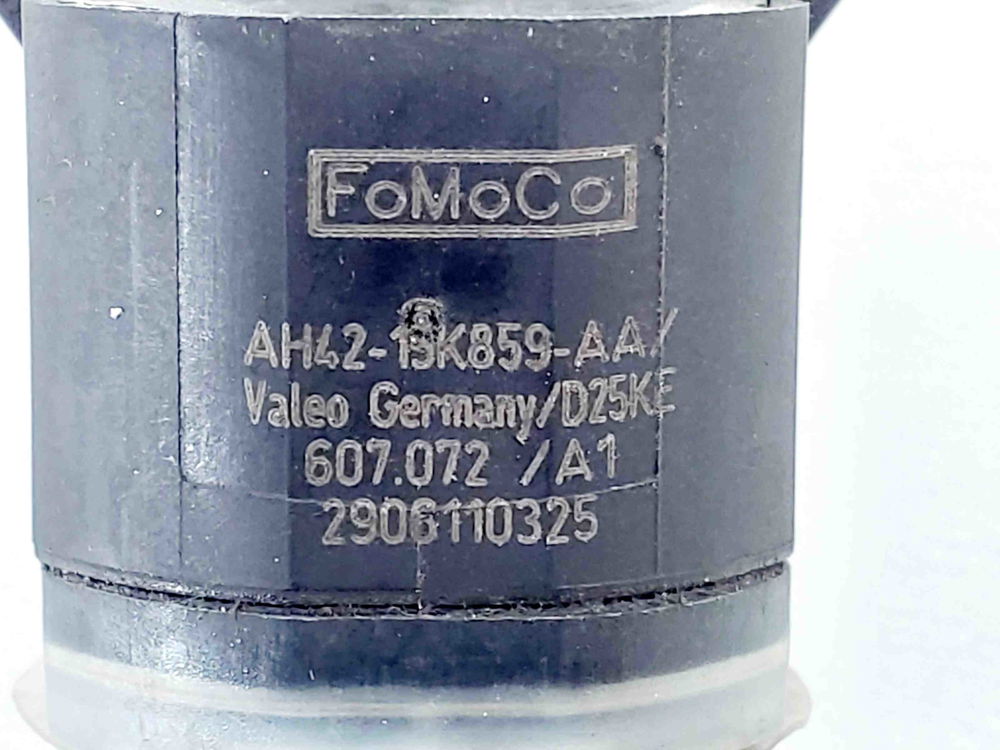 FoMoCo
AH42-15K859-AA/
Valeo Germany/D25KE
607.072 /A1
2906110325